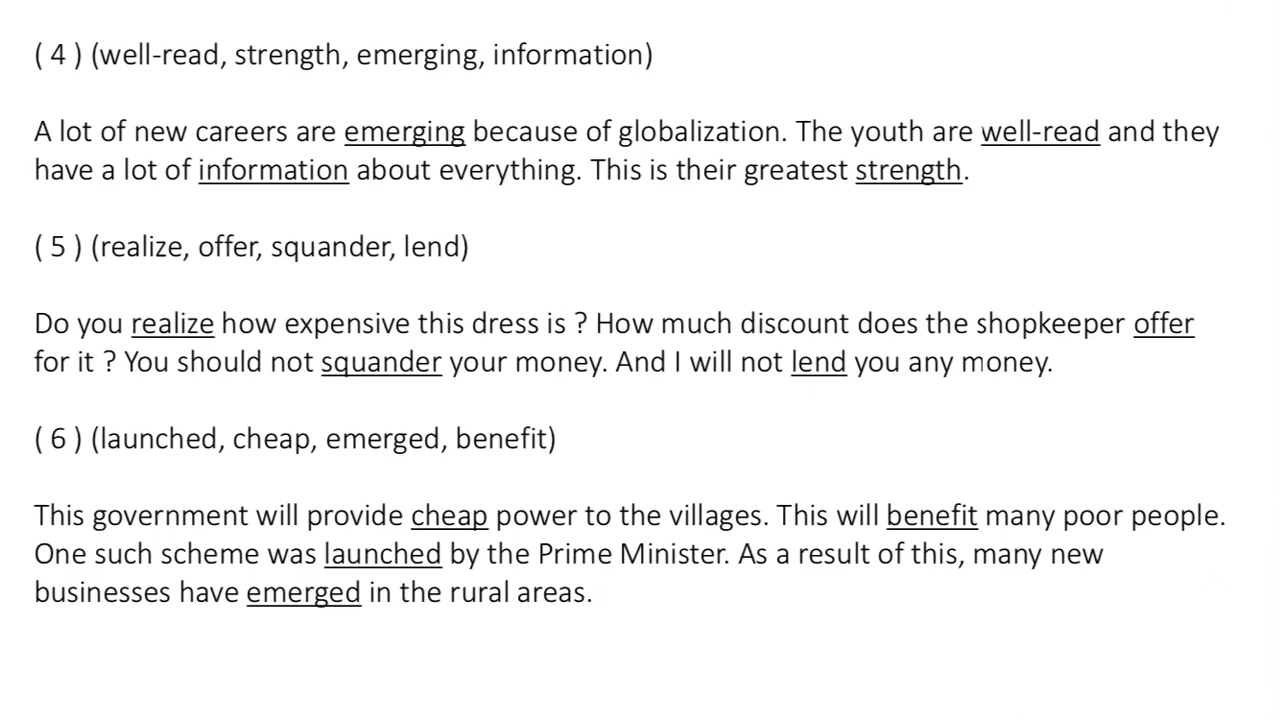 ( 4 ) (well-read, strength, emerging, information)
A lot of new careers are emerging because of globalization. The youth are well-read and they
have a lot of information about everything. This is their greatest strength.
( 5 ) (realize, offer, squander, lend)
Do you realize how expensive this dress is ? How much discount does the shopkeeper offer
for it ? You should not squander your money. And I will not lend you any money.
( 6 ) (launched, cheap, emerged, benefit)
This government will provide cheap power to the villages. This will benefit many poor people.
One such scheme was launched by the Prime Minister. As a result of this, many new
businesses have emerged in the rural areas.